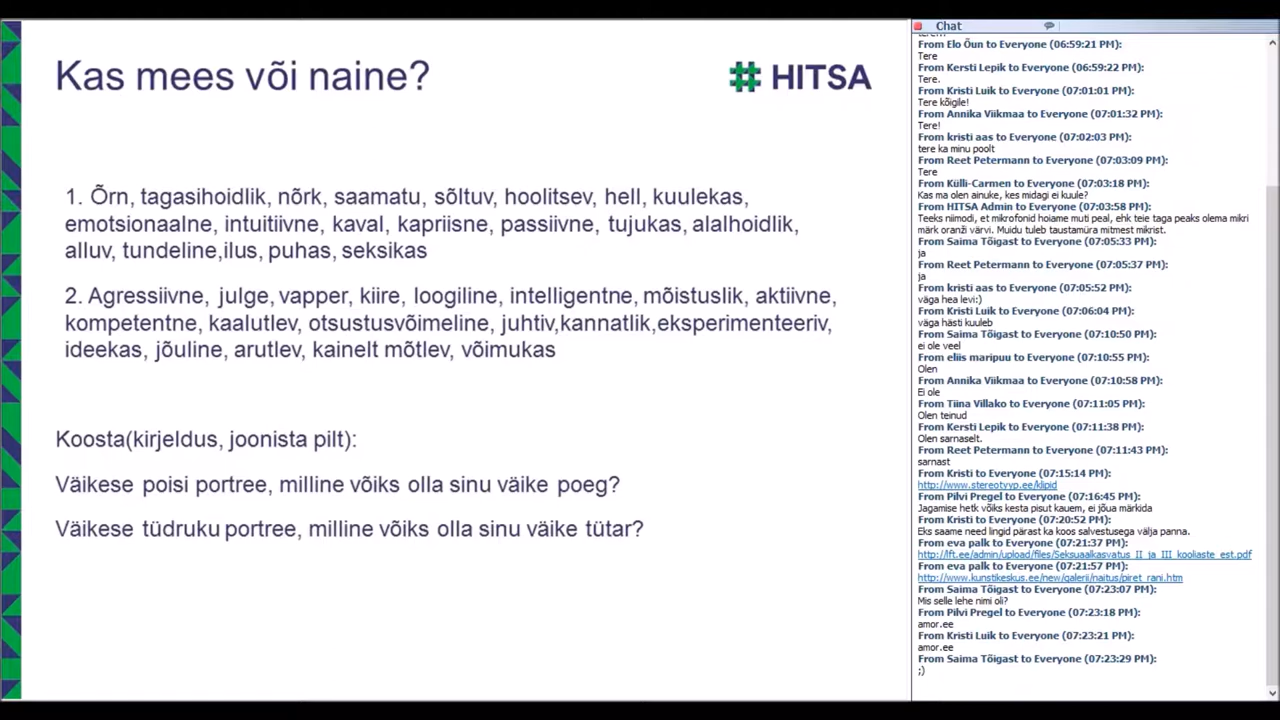 Kas mees või naine?
HITSA
1. Õrn, tagasihoidlik, nõrk, saamatu, sõltuv, hoolitsev, hell, kuulekas,
emotsionaalne, intuitiivne, kaval, kapriisne, passiivne, tujukas, alalhoidlik,
alluv, tundeline,ilus, puhas, seksikas
2. Agressiivne, julge, vapper, kiire, loogiline, intelligentne, mõistuslik, aktiivne,
kompetentne, kaalutlev, otsustusvõimeline, juhtiv,kannatlik,eksperimenteeriv,
ideekas, jõuline, arutlev, kainelt mõtlev, võimukas
Koosta(kirjeldus, joonista pilt):
Väikese poisi portree, milline võiks olla sinu väike poeg?
Väikese tüdruku portree, milline võiks olla sinu väike tütar?
Chat
From Elo Õun to Everyone (06:59:21 PM):
Tere
From Kersti Lepik to Everyone (06:59:22 PM):
Tere.
From Kristi Luik to Everyone (07:01:01 PM):
Tere kõigile!
From Annika Viikmaa to Everyone (07:01:32 PM):
Tere!
From kristi aas to Everyone (07:02:03 PM):
tere ka minu poolt
From Reet Petermann to Everyone (07:03:09 PM):
Tere
From Külli-Carmen to Everyone (07:03:18 PM):
Kas ma olen ainuke, kes midagi ei kuule?
From HITSA Admin to Everyone (07:03:58 PM):
Teeks niimodi, et mikrofonid hoiame muti peal, ehk teie taga peaks olema mikri
märk oranži värvi. Muidu tuleb taustamüra mitmest mikrist.
From Saima Tõigast to Everyone (07:05:33 PM):
ja
From Reet Petermann to Everyone (07:05:37 PM):
ja
From kristi aas to Everyone (07:05:52 PM):
väga hea levi:)
From Kristi Luik to Everyone (07:06:04 PM):
väga hästi kuuleb
From Saima Tõigast to Everyone (07:10:50 PM):
ei ole veel
From eliis maripuu to Everyone (07:10:55 PM):
Olen
From Annika Viikmaa to Everyone (07:10:58 PM):
Ei ole
From Tiina Villako to Everyone (07:11:05 PM):
Olen teinud
From Kersti Lepik to Everyone (07:11:38 PM):
Olen sarnaselt.
From Reet Petermann to Everyone (07:11:43 PM):
sarnast
From Kristi to Everyone (07:15:14 PM):
http://www.stereotyyp.ee/klipid
From Pilvi Pregel to Everyone (07:16:45 PM):
Jagamise hetk võiks kesta pisut kauem, ei jõua märkida
From Kristi to Everyone (07:20:52 PM):
Eks saame need lingid pärast ka koos salvestusega välja panna.
From eva palk to Everyone (07:21:37 PM):
http://lft.ee/admin/upload/files/Seksuaalkasvatus_II_ja_III_kooliaste_est.pdf
From eva palk to Everyone (07:21:57 PM):
http://www.kunstikeskus.ee/new/galerii/naitus/piret_rani.htm
From Saima Tõigast to Everyone (07:23:07 PM):
Mis selle lehe nimi oli?
From Pilvi Pregel to Everyone (07:23:18 PM):
amor.ee
From Kristi Luik to Everyone (07:23:21 PM):
amor.ee
From Saima Tõigast to Everyone (07:23:29 PM):
;)